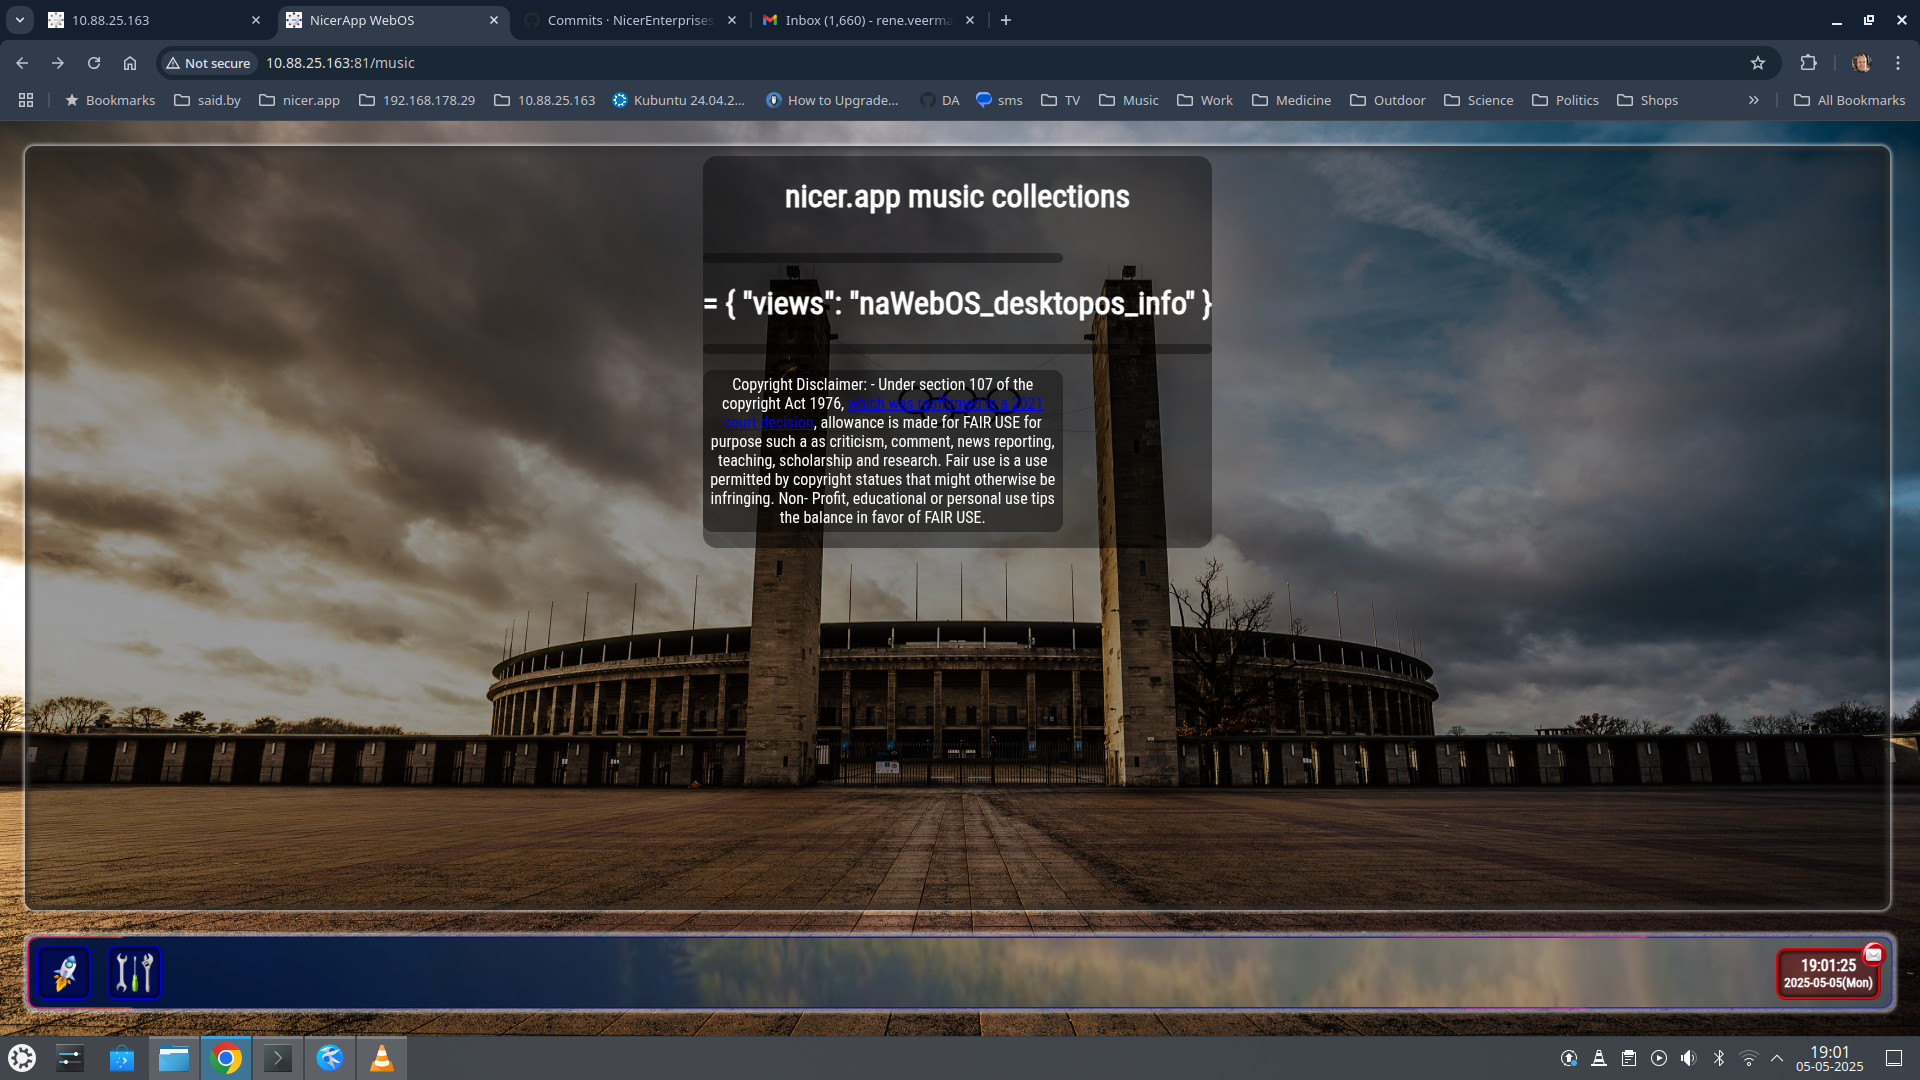 10.88.25.163
NicerApp WebOS
Commits · NicerEnterprises
Inbox (1,660) - rene.veerma
Not secure
10.88.25.163:81/music
Bookmarks
said.by
nicer.app
192.168.178.29
10.88.25.163
Kubuntu 24.04.2...
How to Upgrade...
DA
sms
TV
Music
Work
Medicine
Outdoor
Science
Politics
Shops
»
All Bookmarks
nicer.app music collections
= { "views": "naWebOS_desktopos_info" }
Copyright Disclaimer: - Under section 107 of the
copyright Act 1976, which was reaffirmed in a 2021
court decision, allowance is made for FAIR USE for
purpose such a as criticism, comment, news reporting,
teaching, scholarship and research. Fair use is a use
permitted by copyright statues that might otherwise be
infringing. Non- Profit, educational or personal use tips
the balance in favor of FAIR USE.
19:01:25
2025-05-05(Mon)
19:01
05-05-2025